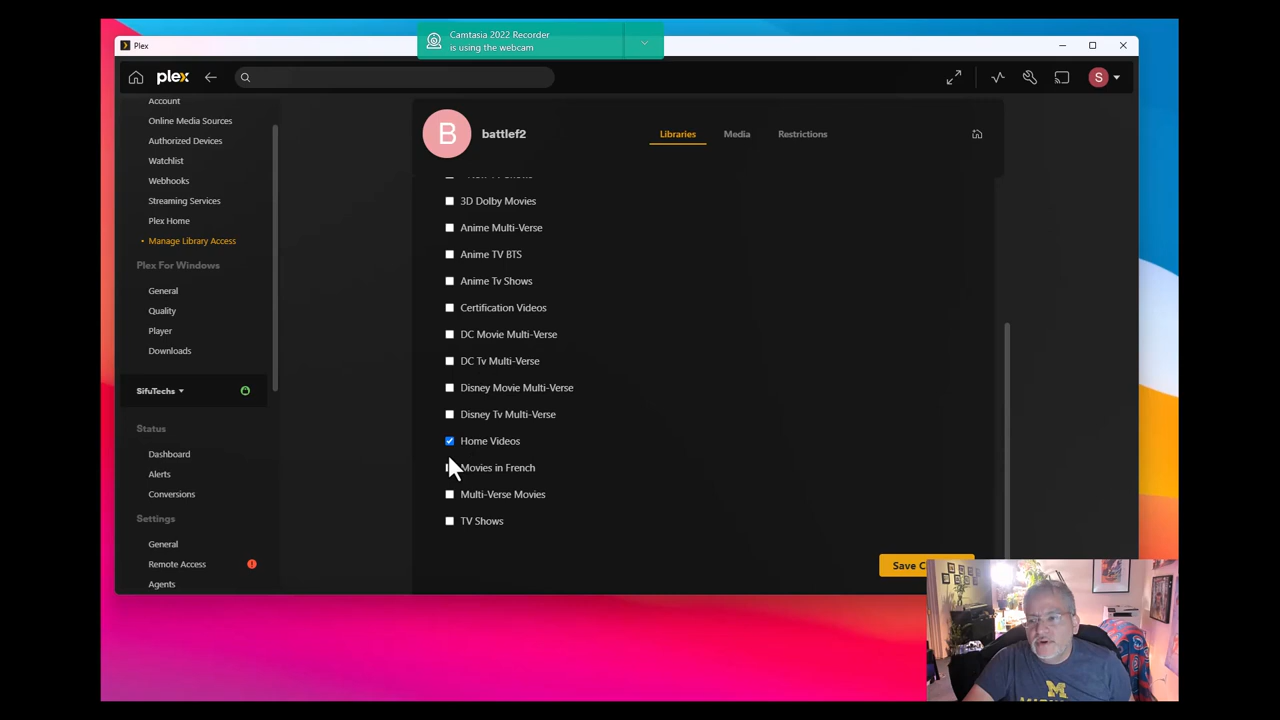 Camtasia 2022 Recorder
is using the webcam
Plex
plex
S
Account
Online Media Sources
Authorized Devices
Watchlist
Webhooks
Streaming Services
Plex Home
Manage Library Access
Plex For Windows
General
Quality
Player
Downloads
SifuTechs
Status
Dashboard
Alerts
Conversions
Settings
General
Remote Access
Agents
B
battlef2
Libraries
Media
Restrictions
3D Dolby Movies
Anime Multi-Verse
Anime TV BTS
Anime Tv Shows
Certification Videos
DC Movie Multi-Verse
DC Tv Multi-Verse
Disney Movie Multi-Verse
Disney Tv Multi-Verse
Home Videos
Movies in French
Multi-Verse Movies
TV Shows
Save
M